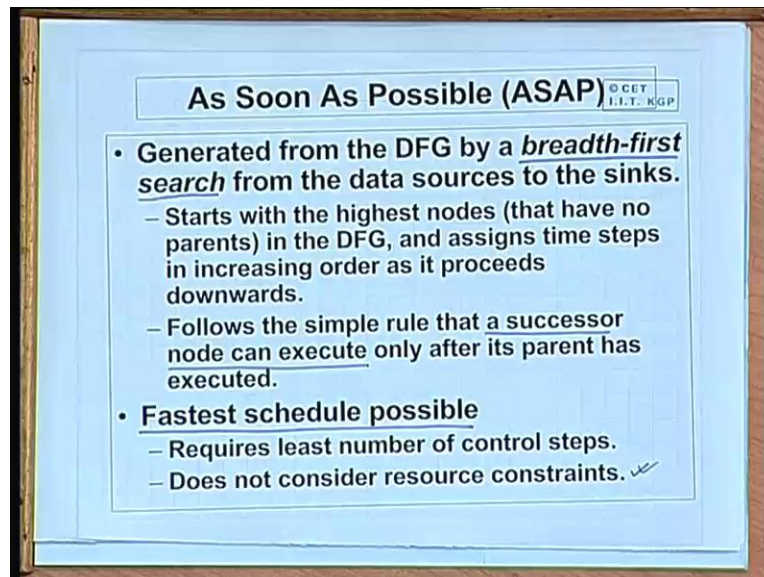 As Soon As Possible (ASAP)
© CET
I.I.T. KGP
• Generated from the DFG by a breadth-first
search from the data sources to the sinks.
– Starts with the highest nodes (that have no
parents) in the DFG, and assigns time steps
in increasing order as it proceeds
downwards.
– Follows the simple rule that a successor
node can execute only after its parent has
executed.
• Fastest schedule possible
– Requires least number of control steps.
– Does not consider resource constraints.